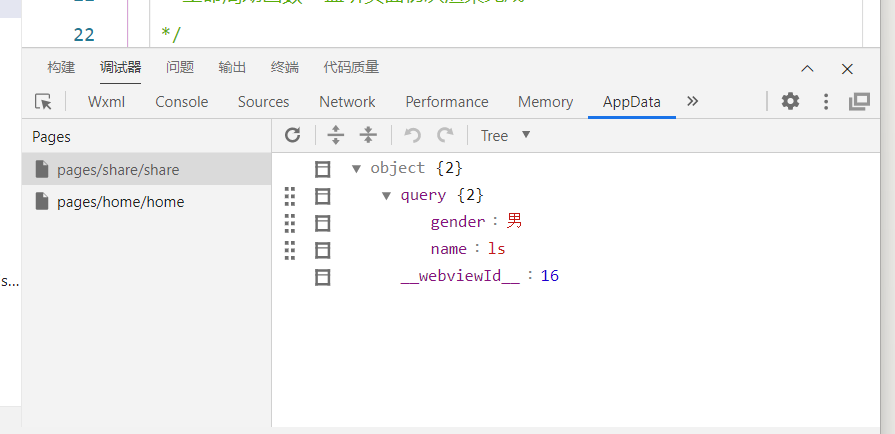 22
*/
构建 调试器 问题 输出 终端 代码质量
Wxml Console Sources Network Performance Memory AppData
Pages
Tree
pages/share/share
pages/home/home
object {2}
query {2}
gender : 男
name : ls
__webviewId__ : 16
s...